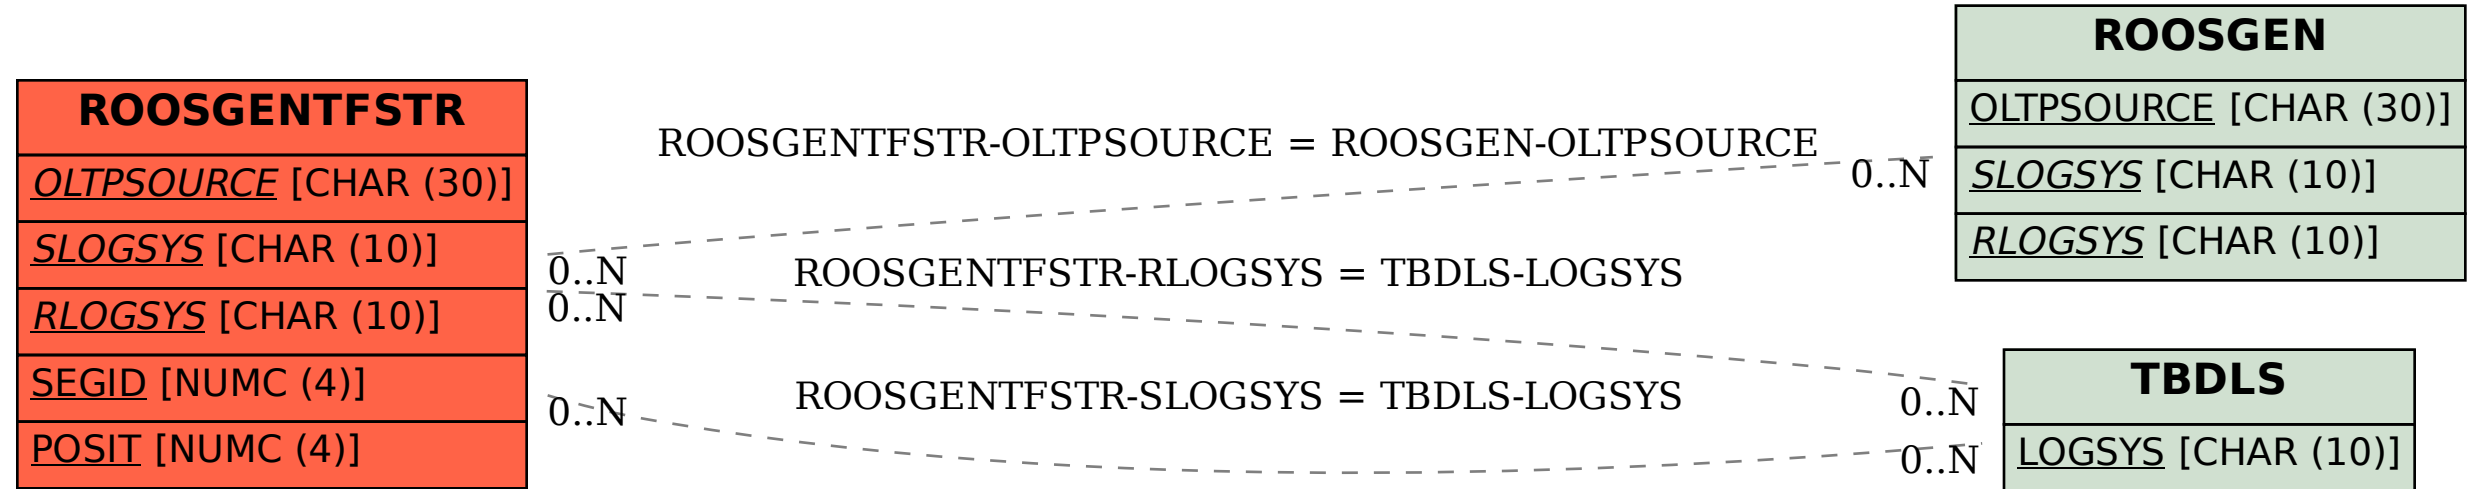 ROOSGENTFSTR
OLTPSOURCE [CHAR (30)]
SLOGSYS [CHAR (10)]
RLOGSYS [CHAR (10)]
SEGID [NUMC (4)]
POSIT [NUMC (4)]
ROOSGENTFSTR-OLTPSOURCE = ROOSGEN-OLTPSOURCE
0..N
0..N
ROOSGENTFSTR-RLOGSYS = TBDLS-LOGSYS
0..N
0..N
ROOSGENTFSTR-SLOGSYS = TBDLS-LOGSYS
0..N
0..N
ROOSGEN
OLTPSOURCE [CHAR (30)]
SLOGSYS [CHAR (10)]
RLOGSYS [CHAR (10)]
TBDLS
LOGSYS [CHAR (10)]